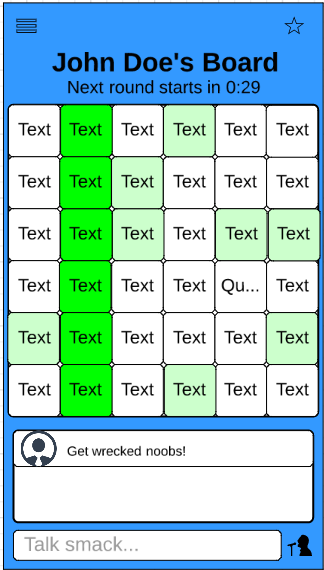 John Doe's Board
Next round starts in 0:29
Text Text Text Text Text Text
Text Text Text Text Text Text
Text Text Text Text Text Text
Text Text Text Text Qu... Text
Text Text Text Text Text Text
Text Text Text Text Text Text
Get wrecked noobs!
Talk smack...